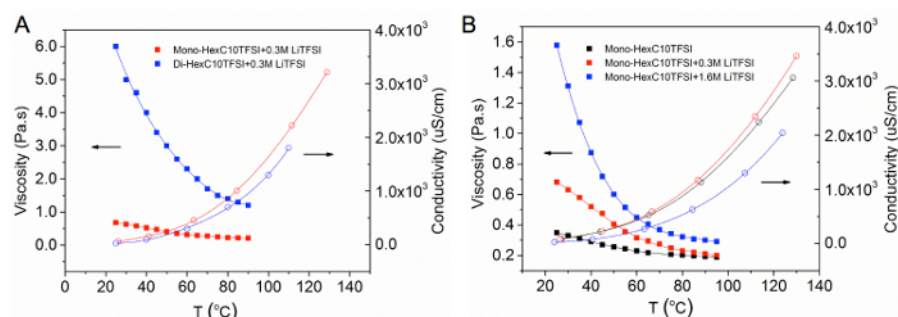 A
Mono-HexC10TFSI+0.3M LiTFSI
Di-HexC10TFSI+0.3M LiTFSI
Viscosity (Pa.s)
6.0
5.0
4.0
3.0
2.0
1.0
0.0
4.0x10³
3.0x10³
2.0x10³
1.0x10³
0
Conductivity (uS/cm)
0 20 40 60 80 100 120 140
T (°C)
B
Mono-HexC10TFSI
Mono-HexC10TFSI+0.3M LiTFSI
Mono-HexC10TFSI+1.6M LiTFSI
Viscosity (Pa.s)
1.6
1.4
1.2
1.0
0.8
0.6
0.4
0.2
4.0x10³
3.0x10³
2.0x10³
1.0x10³
0
Conductivity (uS/cm)
20 40 60 80 100 120 140
T (°C)